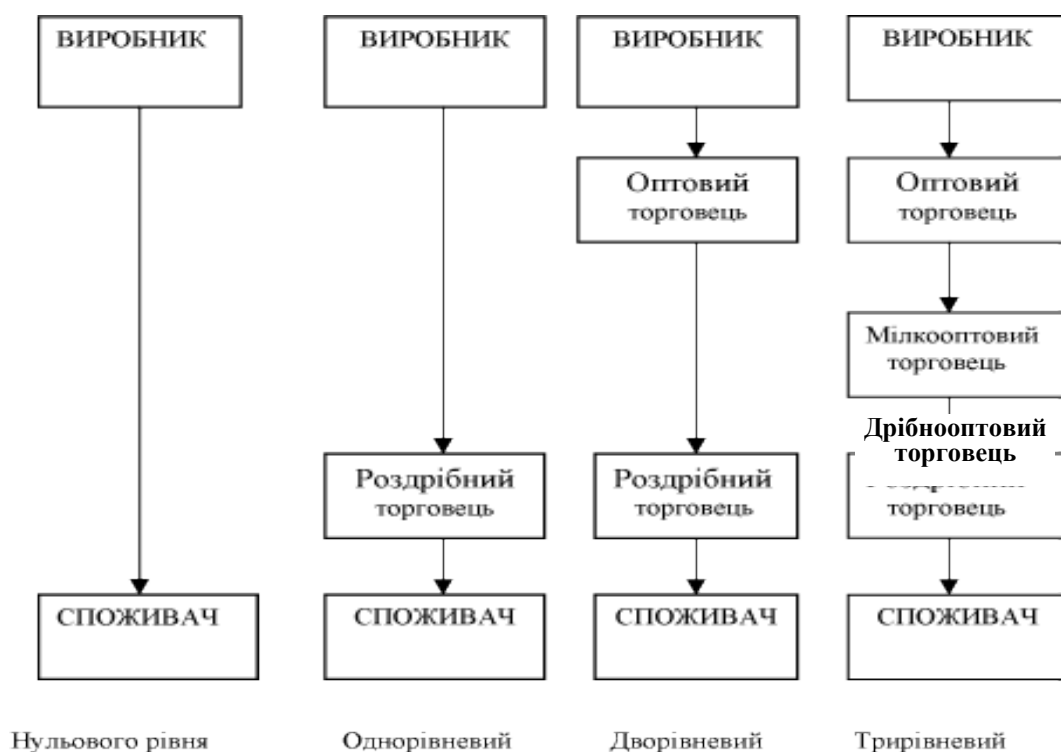 ВИРОБНИК
ВИРОБНИК
ВИРОБНИК
ВИРОБНИК
Оптовий
торговець
Оптовий
торговець
Мілкооптовий
торговець
Дрібнооптовий
торговець
Роздрібний
торговець
Роздрібний
торговець
торговець
СПОЖИВАЧ
СПОЖИВАЧ
СПОЖИВАЧ
СПОЖИВАЧ
Нульового рівня
Однорівневий
Дворівневий
Трирівневий